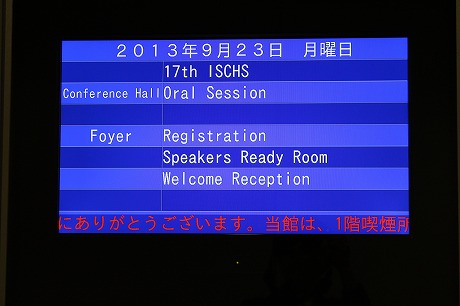 ２０１３年９月２３日　月曜日
17th ISCHS
Conference Hall Oral Session
Foyer Registration
Speakers Ready Room
Welcome Reception
にありがとうございます。当館は、1階喫煙所